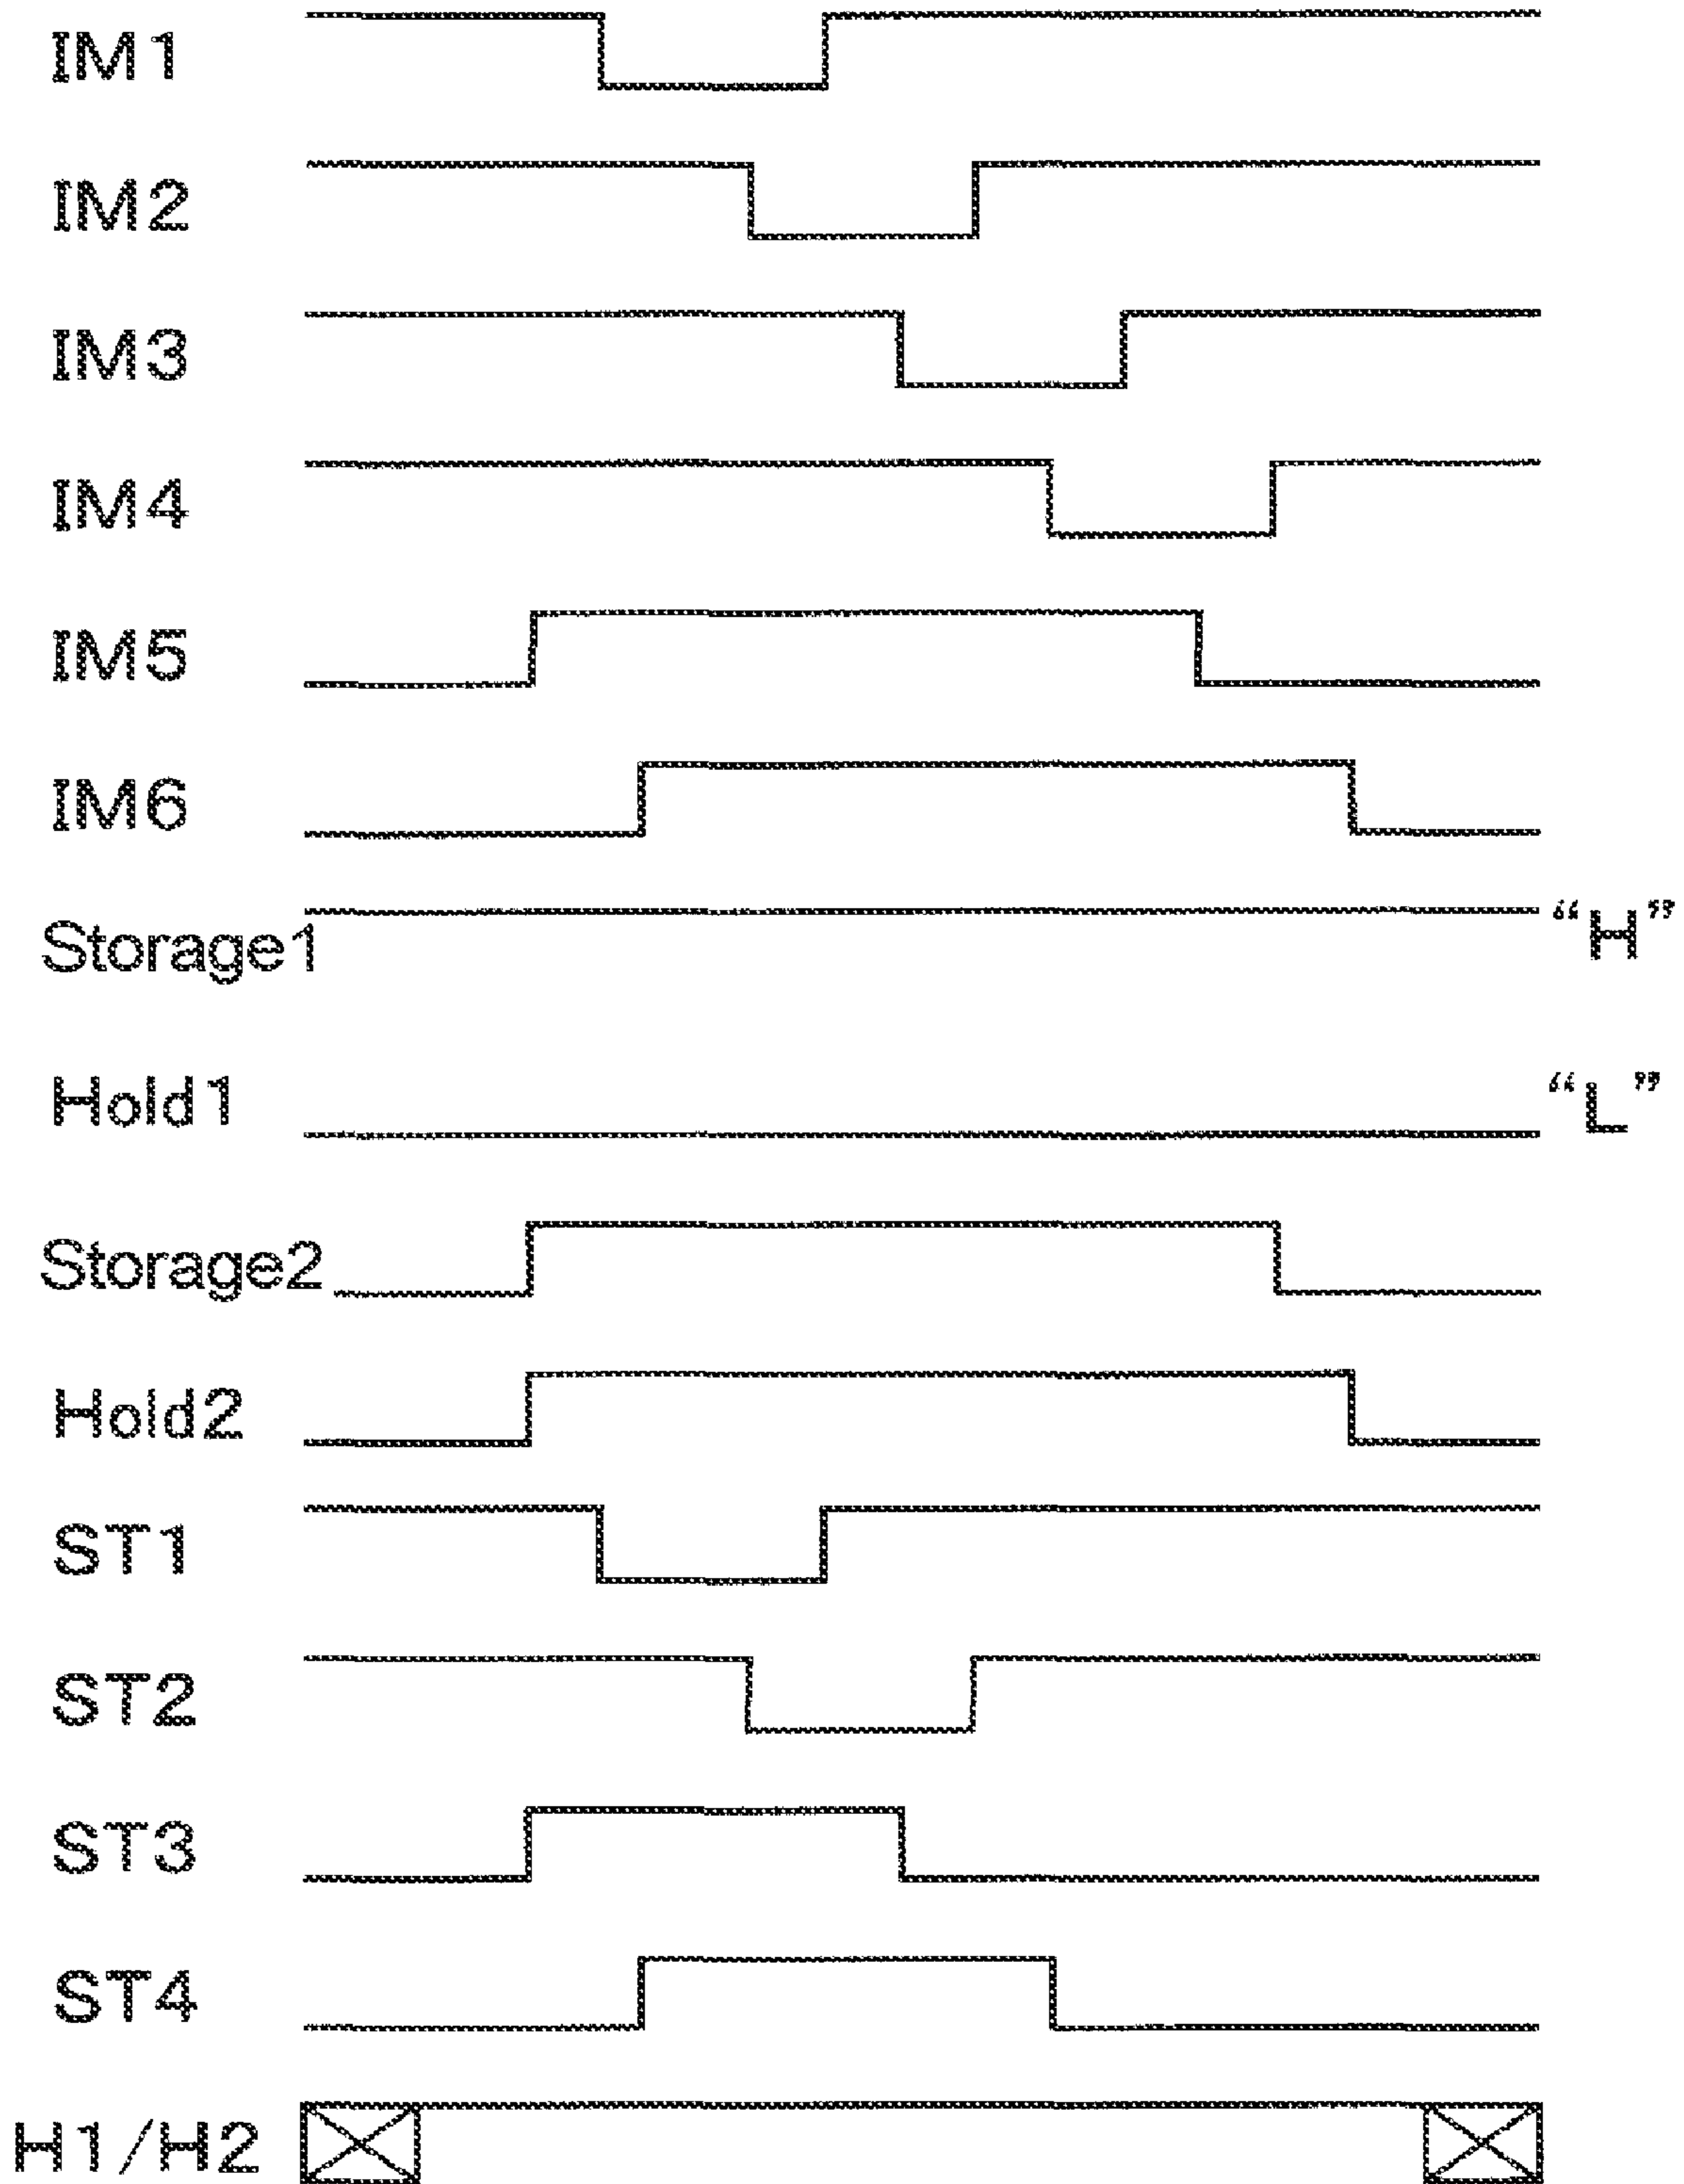 IM1
IM2
IM3
IM4
IM5
IM6
Storage1 “H”
Hold1 “L”
Storage2
Hold2
ST1
ST2
ST3
ST4
H1/H2